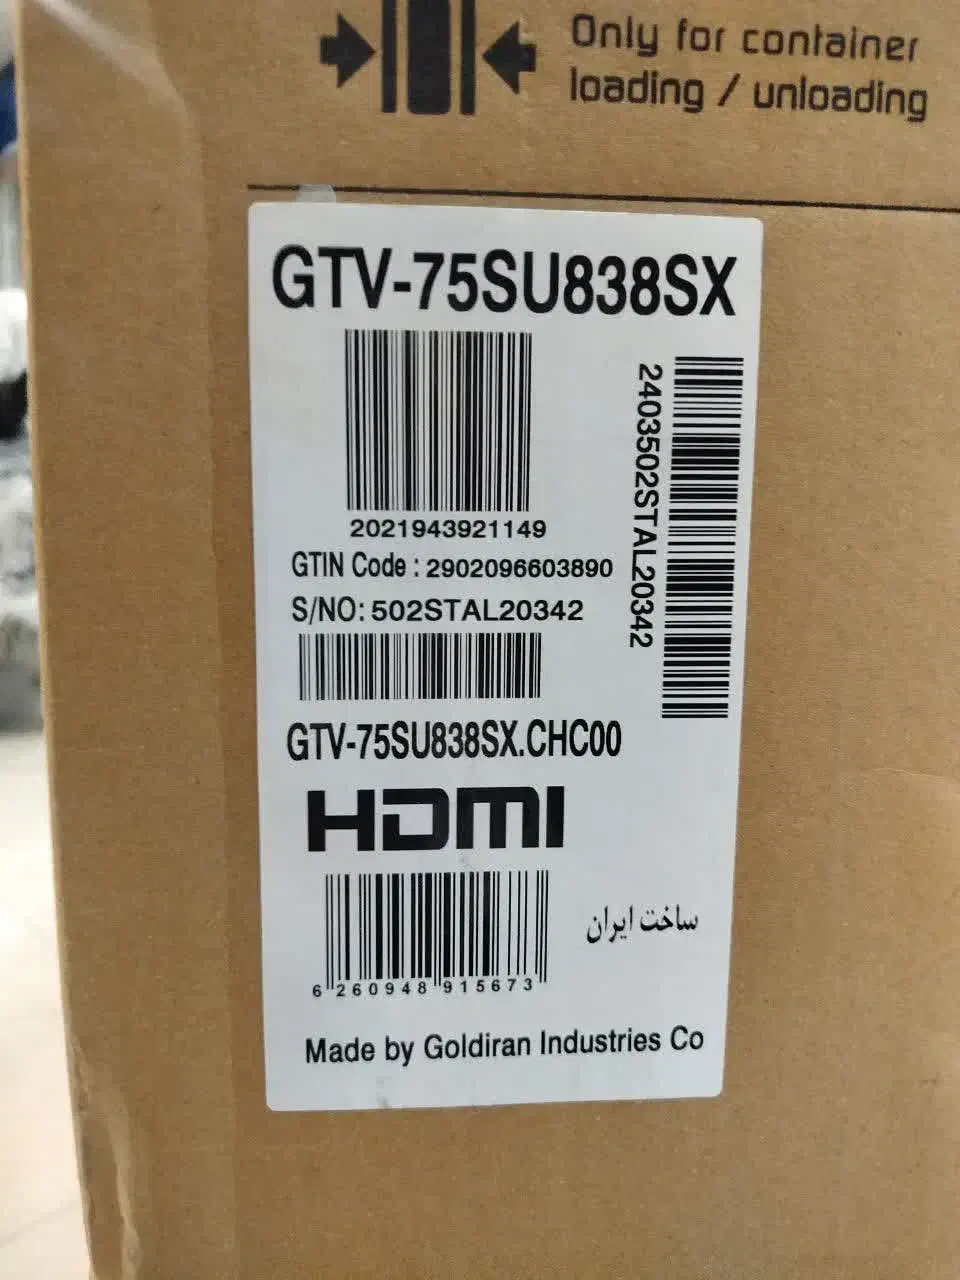 Only for container
loading / unloading
GTV-75SU838SX
2021943921149
GTIN Code : 2902096603890
S/NO: 502STAL20342
2403502STAL20342
GTV-75SU838SX.CHC00
HDMI
6 260948 915673
ساخت ایران
Made by Goldiran Industries Co